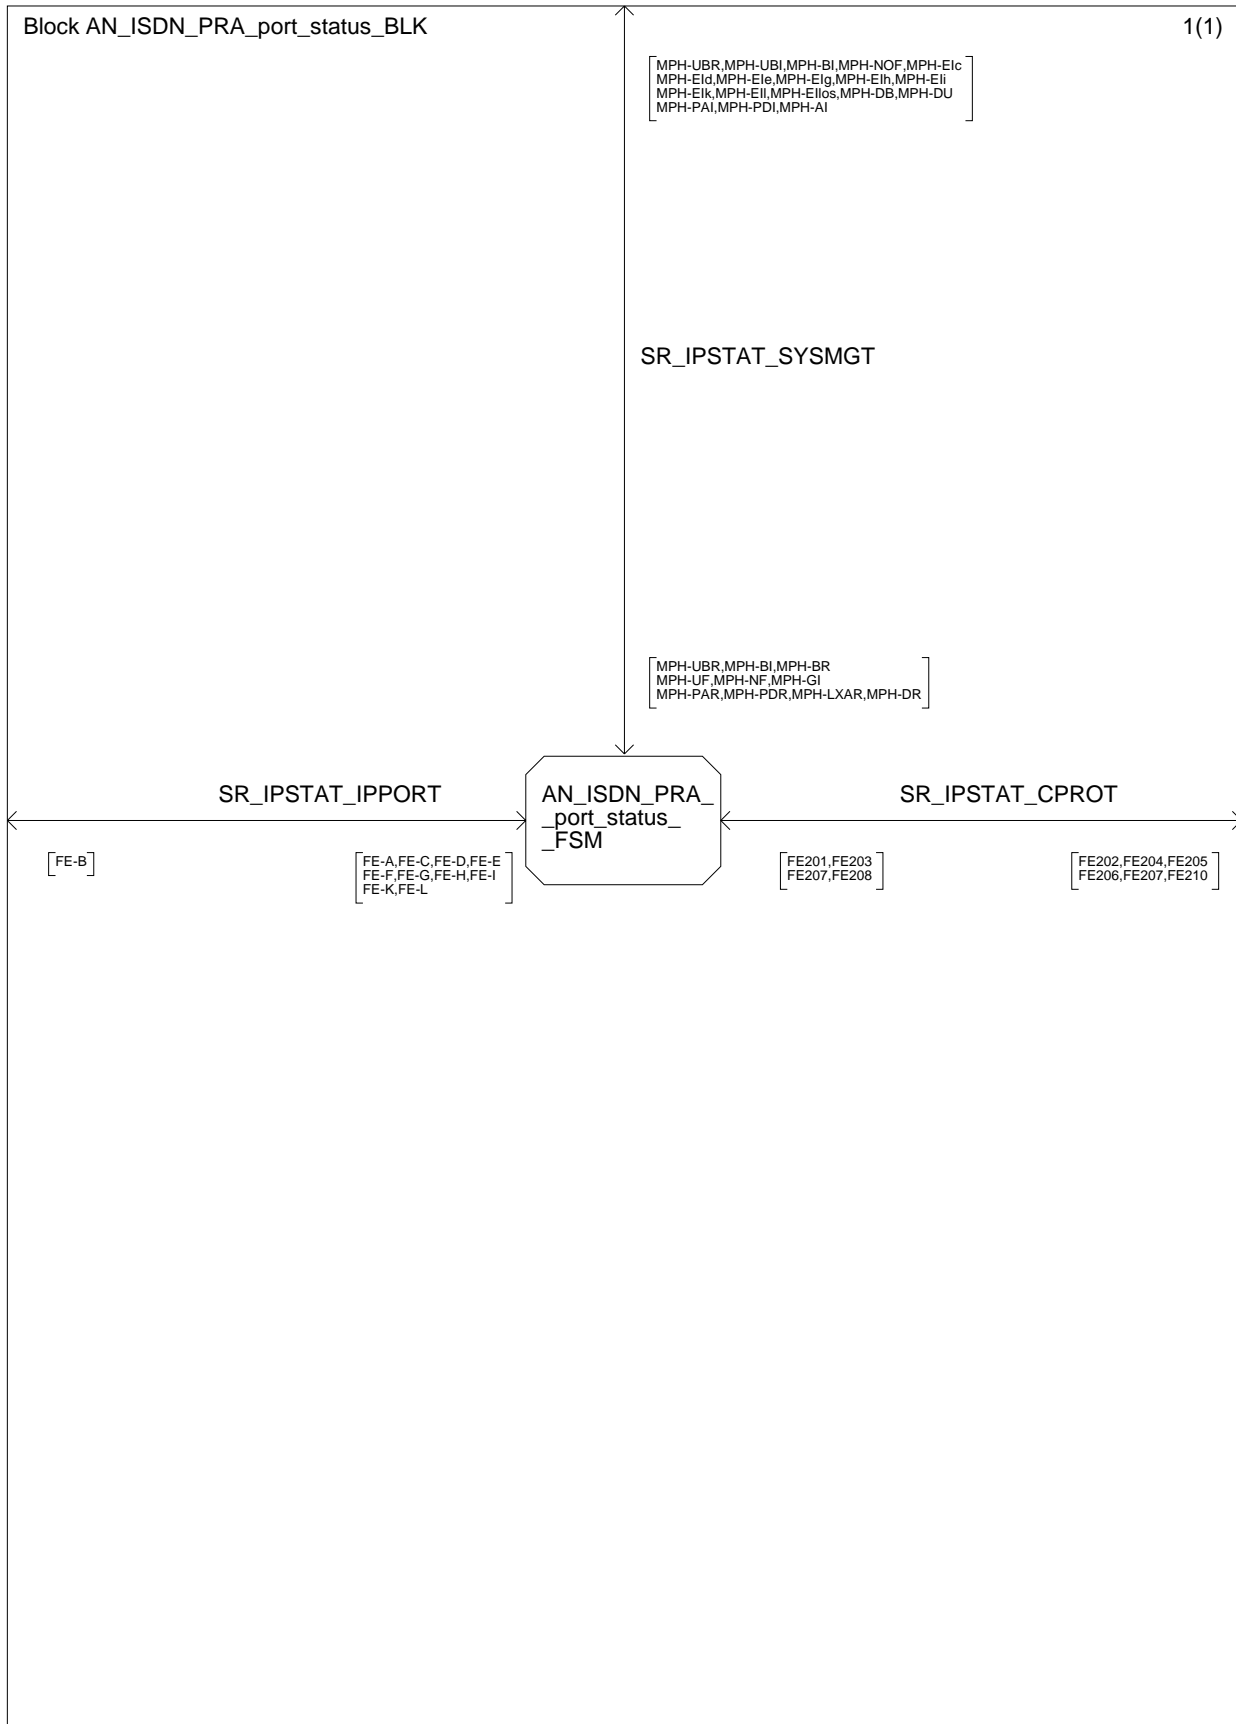 Block AN_ISDN_PRA_port_status_BLK
1(1)
MPH-UBR,MPH-UBI,MPH-BI,MPH-NOF,MPH-EIc
MPH-EId,MPH-EIe,MPH-EIg,MPH-EIh,MPH-EIi
MPH-EIk,MPH-EIl,MPH-EIlos,MPH-DB,MPH-DU
MPH-PAI,MPH-PDI,MPH-AI
SR_IPSTAT_SYSMGT
MPH-UBR,MPH-BI,MPH-BR
MPH-UF,MPH-NF,MPH-GI
MPH-PAR,MPH-PDR,MPH-LXAR,MPH-DR
SR_IPSTAT_IPPORT
AN_ISDN_PRA_
_port_status_
_FSM
SR_IPSTAT_CPROT
FE-B
FE-A,FE-C,FE-D,FE-E
FE-F,FE-G,FE-H,FE-I
FE-K,FE-L
FE201,FE203
FE207,FE208
FE202,FE204,FE205
FE206,FE207,FE210